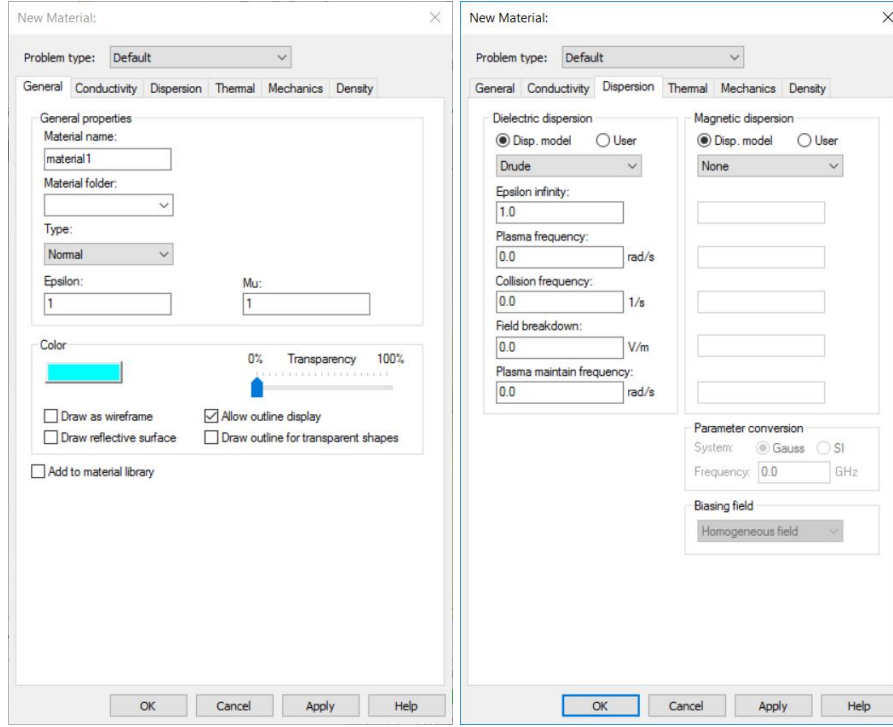 New Material:
Problem type: Default
General Conductivity Dispersion Thermal Mechanics Density
General properties
Material name:
material1
Material folder:
Type:
Normal
Epsilon: Mu:
1 1
Color
0% Transparency 100%
Draw as wireframe Allow outline display
Draw reflective surface Draw outline for transparent shapes
Add to material library
OK Cancel Apply Help
New Material:
Problem type: Default
General Conductivity Dispersion Thermal Mechanics Density
Dielectric dispersion Magnetic dispersion
Disp. model User Disp. model User
Drude None
Epsilon infinity:
1.0
Plasma frequency:
0.0 rad/s
Collision frequency:
0.0 1/s
Field breakdown:
0.0 V/m
Plasma maintain frequency:
0.0 rad/s
Parameter conversion
System: Gauss SI
Frequency: 0.0 GHz
Biasing field
Homogeneous field
OK Cancel Apply Help